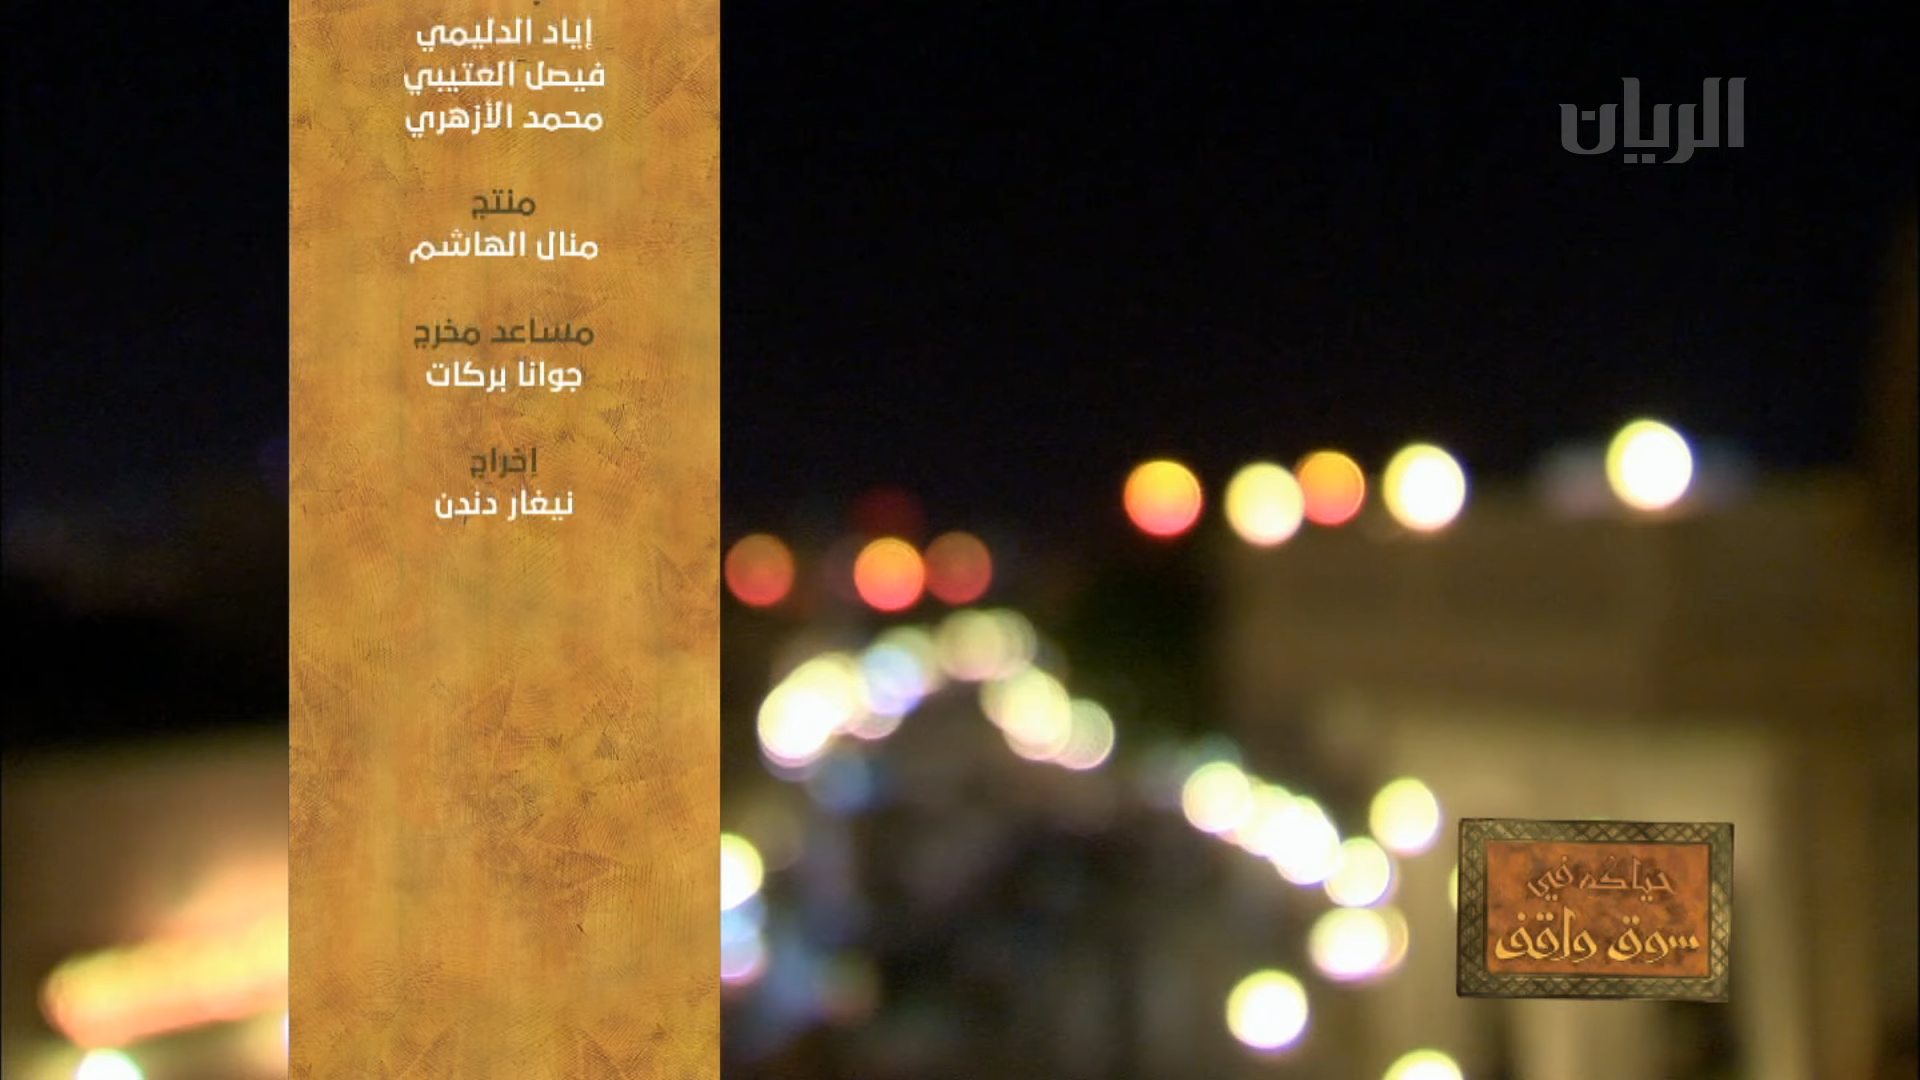 إياد الدليمي
فيصل العتيبي
محمد الأزهري
منتج
منال الهاشم
مساعد مخرج
جوانا بركات
إخراج
نيغار دندن
الريان
حياكم في
سوق واقف